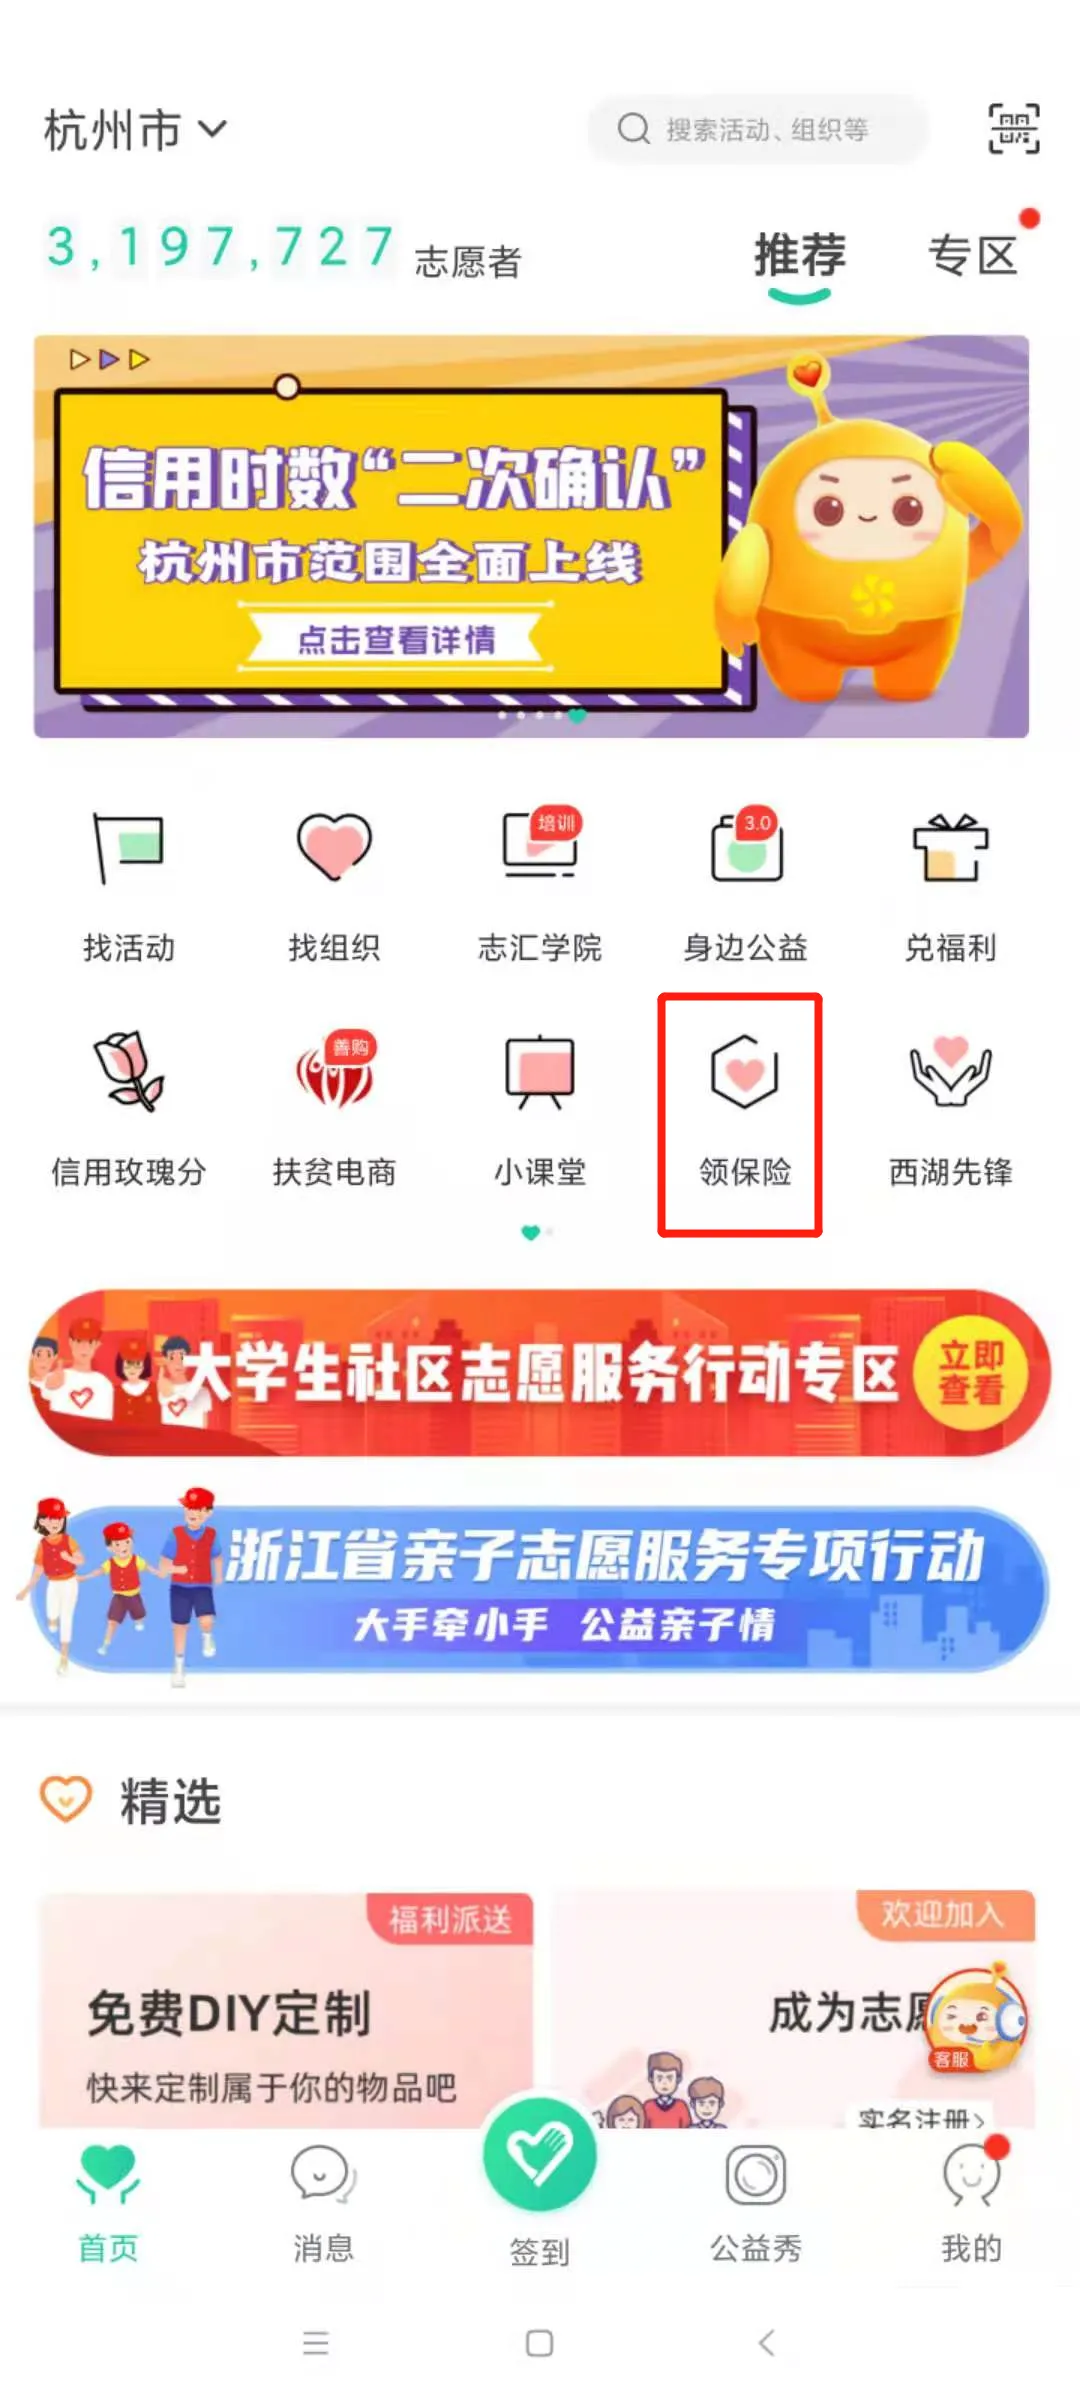 杭州市
搜索活动、组织等
3,197,727 志愿者
推荐
专区
信用时数“二次确认”
杭州市范围全面上线
点击查看详情
培训
3.0
找活动
找组织
志汇学院
身边公益
兑福利
善购
信用玫瑰分
扶贫电商
小课堂
领保险
西湖先锋
大学生社区志愿服务行动专区
立即
查看
浙江省亲子志愿服务专项行动
大手牵小手 公益亲子情
精选
福利派送
免费DIY定制
快来定制属于你的物品吧
欢迎加入
成为志愿
客服
实名注册>
首页
消息
签到
公益秀
我的